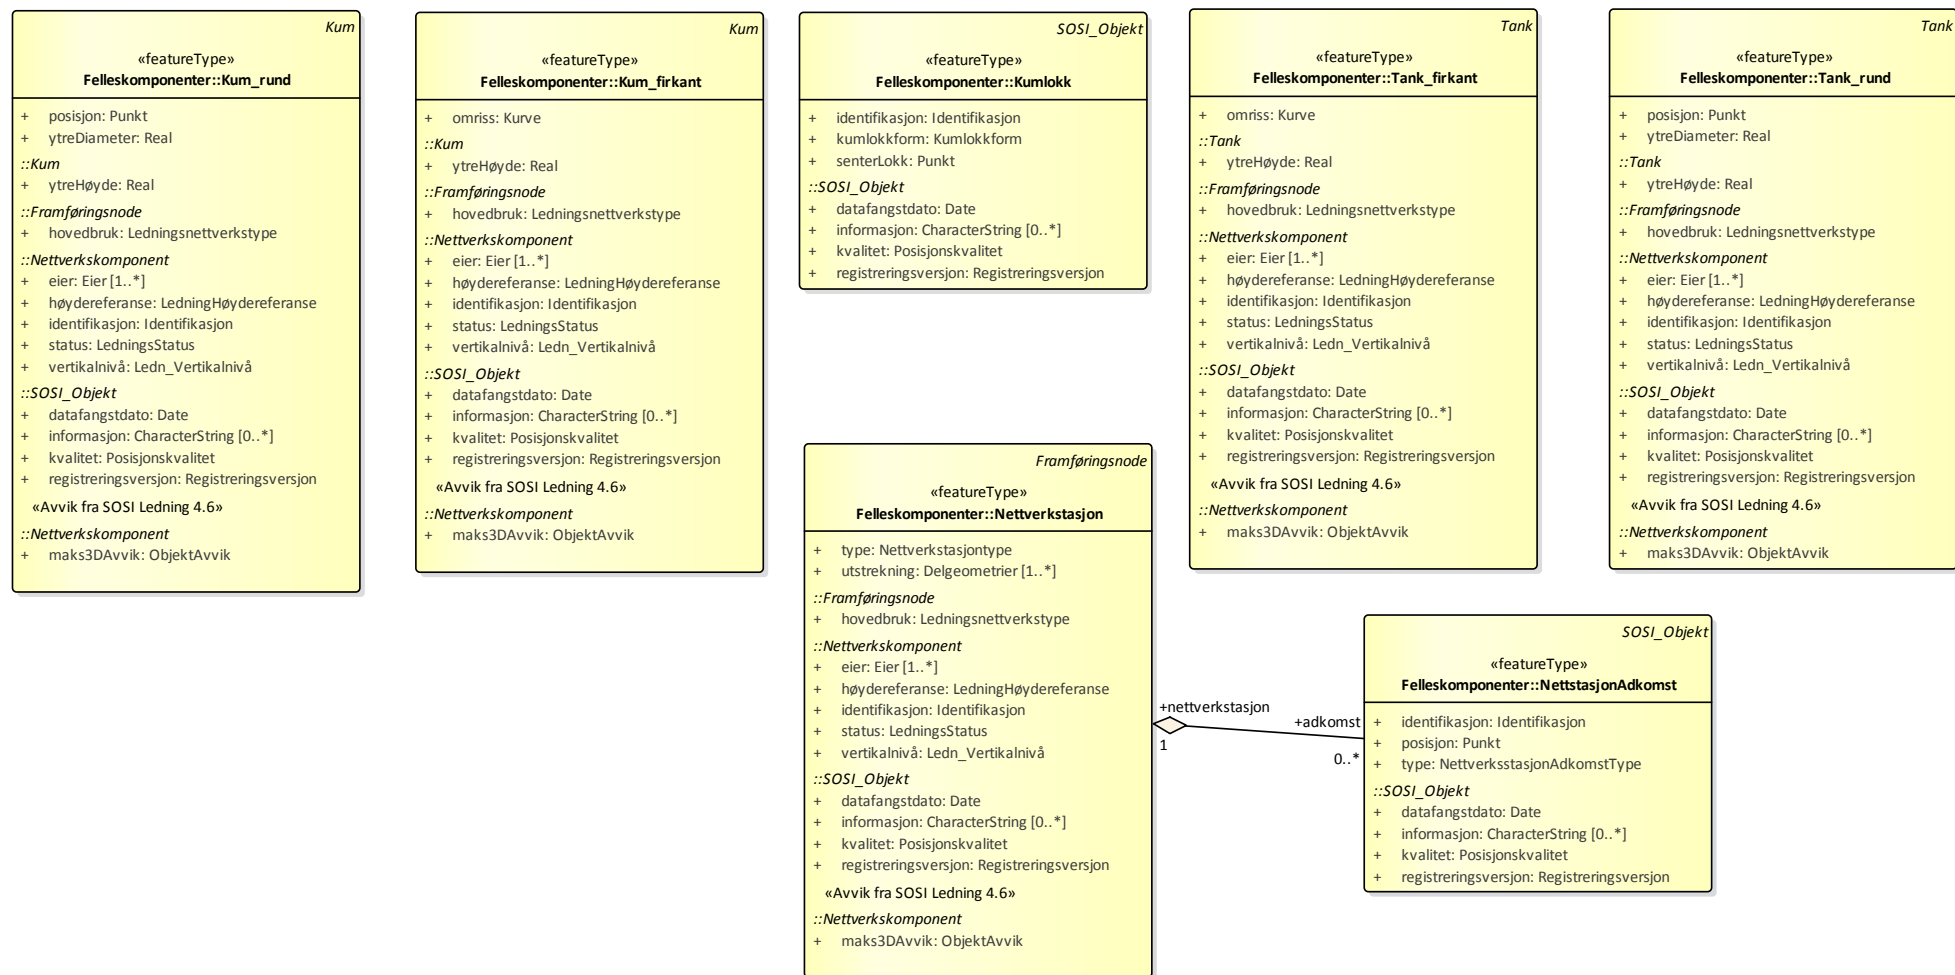 Kum
«featureType»
Felleskomponenter::Kum_rund
+ posisjon: Punkt
+ ytreDiameter: Real
::Kum
+ ytreHøyde: Real
::Framføringsnode
+ hovedbruk: Ledningsnettverkstype
::Nettverkskomponent
+ eier: Eier [1..*]
+ høydereferanse: LedningHøydereferanse
+ identifikasjon: Identifikasjon
+ status: LedningsStatus
+ vertikalnivå: Ledn_Vertikalnivå
::SOSI_Objekt
+ datafangstdato: Date
+ informasjon: CharacterString [0..*]
+ kvalitet: Posisjonskvalitet
+ registreringsversjon: Registreringsversjon
«Avvik fra SOSI Ledning 4.6»
::Nettverkskomponent
+ maks3DAvvik: ObjektAvvik
Kum
«featureType»
Felleskomponenter::Kum_firkant
+ omriss: Kurve
::Kum
+ ytreHøyde: Real
::Framføringsnode
+ hovedbruk: Ledningsnettverkstype
::Nettverkskomponent
+ eier: Eier [1..*]
+ høydereferanse: LedningHøydereferanse
+ identifikasjon: Identifikasjon
+ status: LedningsStatus
+ vertikalnivå: Ledn_Vertikalnivå
::SOSI_Objekt
+ datafangstdato: Date
+ informasjon: CharacterString [0..*]
+ kvalitet: Posisjonskvalitet
+ registreringsversjon: Registreringsversjon
«Avvik fra SOSI Ledning 4.6»
::Nettverkskomponent
+ maks3DAvvik: ObjektAvvik
SOSI_Objekt
«featureType»
Felleskomponenter::Kumlokk
+ identifikasjon: Identifikasjon
+ kumlokkform: Kumlokkform
+ senterLokk: Punkt
::SOSI_Objekt
+ datafangstdato: Date
+ informasjon: CharacterString [0..*]
+ kvalitet: Posisjonskvalitet
+ registreringsversjon: Registreringsversjon
Tank
«featureType»
Felleskomponenter::Tank_firkant
+ omriss: Kurve
::Tank
+ ytreHøyde: Real
::Framføringsnode
+ hovedbruk: Ledningsnettverkstype
::Nettverkskomponent
+ eier: Eier [1..*]
+ høydereferanse: LedningHøydereferanse
+ identifikasjon: Identifikasjon
+ status: LedningsStatus
+ vertikalnivå: Ledn_Vertikalnivå
::SOSI_Objekt
+ datafangstdato: Date
+ informasjon: CharacterString [0..*]
+ kvalitet: Posisjonskvalitet
+ registreringsversjon: Registreringsversjon
«Avvik fra SOSI Ledning 4.6»
::Nettverkskomponent
+ maks3DAvvik: ObjektAvvik
Tank
«featureType»
Felleskomponenter::Tank_rund
+ posisjon: Punkt
+ ytreDiameter: Real
::Tank
+ ytreHøyde: Real
::Framføringsnode
+ hovedbruk: Ledningsnettverkstype
::Nettverkskomponent
+ eier: Eier [1..*]
+ høydereferanse: LedningHøydereferanse
+ identifikasjon: Identifikasjon
+ status: LedningsStatus
+ vertikalnivå: Ledn_Vertikalnivå
::SOSI_Objekt
+ datafangstdato: Date
+ informasjon: CharacterString [0..*]
+ kvalitet: Posisjonskvalitet
+ registreringsversjon: Registreringsversjon
«Avvik fra SOSI Ledning 4.6»
::Nettverkskomponent
+ maks3DAvvik: ObjektAvvik
Framføringsnode
«featureType»
Felleskomponenter::Nettverkstasjon
+ type: Nettverkstasjontype
+ utstrekning: Delgeometrier [1..*]
::Framføringsnode
+ hovedbruk: Ledningsnettverkstype
::Nettverkskomponent
+ eier: Eier [1..*]
+ høydereferanse: LedningHøydereferanse
+ identifikasjon: Identifikasjon
+ status: LedningsStatus
+ vertikalnivå: Ledn_Vertikalnivå
::SOSI_Objekt
+ datafangstdato: Date
+ informasjon: CharacterString [0..*]
+ kvalitet: Posisjonskvalitet
+ registreringsversjon: Registreringsversjon
«Avvik fra SOSI Ledning 4.6»
::Nettverkskomponent
+ maks3DAvvik: ObjektAvvik
+nettverkstasjon
1
+adkomst
0..*
SOSI_Objekt
«featureType»
Felleskomponenter::NettstasjonAdkomst
+ identifikasjon: Identifikasjon
+ posisjon: Punkt
+ type: NettverksstasjonAdkomstType
::SOSI_Objekt
+ datafangstdato: Date
+ informasjon: CharacterString [0..*]
+ kvalitet: Posisjonskvalitet
+ registreringsversjon: Registreringsversjon